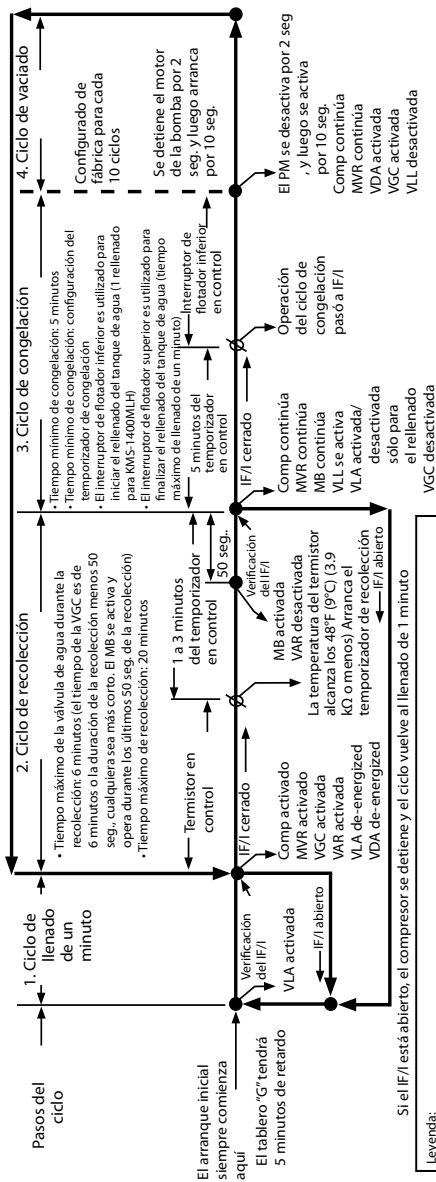 Pasos del
ciclo
1. Ciclo de
llenado
de un
minuto
2. Ciclo de recolección
• Tiempo máximo de la válvula de agua durante la
recolección: 6 minutos (el tiempo de la VGC es de
6 minutos o la duración de la recolección menos 50
seg., cualquiera sea más corto. El MB se activa y
opera durante los últimos 50 seg. de la recolección)
• Tiempo máximo de recolección: 20 minutos
3. Ciclo de congelación
• Tiempo mínimo de congelación: 5 minutos
• Tiempo mínimo de congelación: configuración del
temporizador de congelación
• El interruptor de flotador inferior es utilizado para
iniciar el rellenado del tanque de agua (1 rellenado
para KMS-1400MLH)
• El interruptor de flotador superior es utilizado para
finalizar el rellenado del tanque de agua (tiempo
máximo de llenado de un minuto)
4. Ciclo de vaciado
Configurado de
fábrica para cada
10 ciclos
Se detiene el motor
de la bomba por 2
seg. y luego arranca
por 10 seg.
Termistor en
control
1 a 3 minutos
del temporizador
en control
50 seg.
5 minutos del
temporizador
en control
Interruptor de
flotador inferior
en control
El arranque inicial
siempre comienza
aquí
El tablero "G" tendrá
5 minutos de retardo
Verificación
del IF/I
VLA activada
IF/I abierto
IF/I cerrado
Comp activado
MVR activado
VGC activada
VAR activada
VLA de-energized
VDA de-energized
MB activada
VAR desactivada
La temperatura del termistor
alcanza los 48°F (9°C) (3.9
kΩ o menos) Arranca el
temporizador de recolección
Verificación
del IF/I
IF/I abierto
IF/I cerrado
Comp continúa
MVR continúa
MB continúa
VLL se activa
VLA activada/
desactivada
sólo para
el rellenado
VGC desactivada
Operación
del ciclo de
congelación
pasó a IF/I
El PM se desactiva por 2 seg
, y luego se activa
por 10 seg.
Comp continúa
MVR continúa
VDA activada
VGC activada
VLL desactivada
Si el IF/I está abierto, el compresor se detiene y el ciclo vuelve al llenado de 1 minuto
Leyenda: